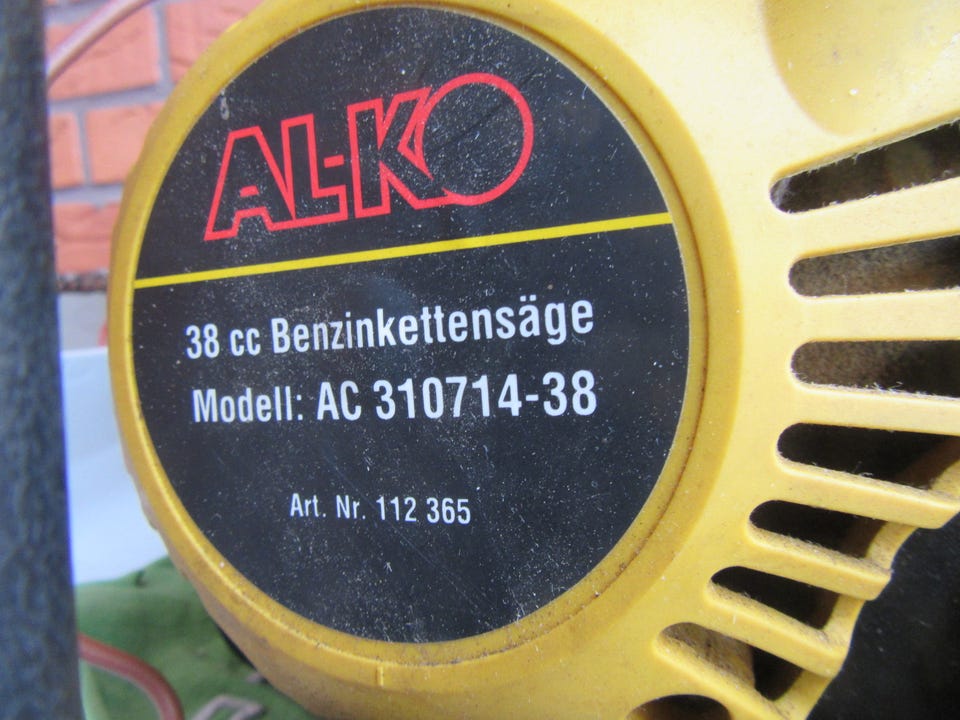 AL-KO
38 cc Benzinkettensäge
Modell: AC 310714-38
Art. Nr. 112 365